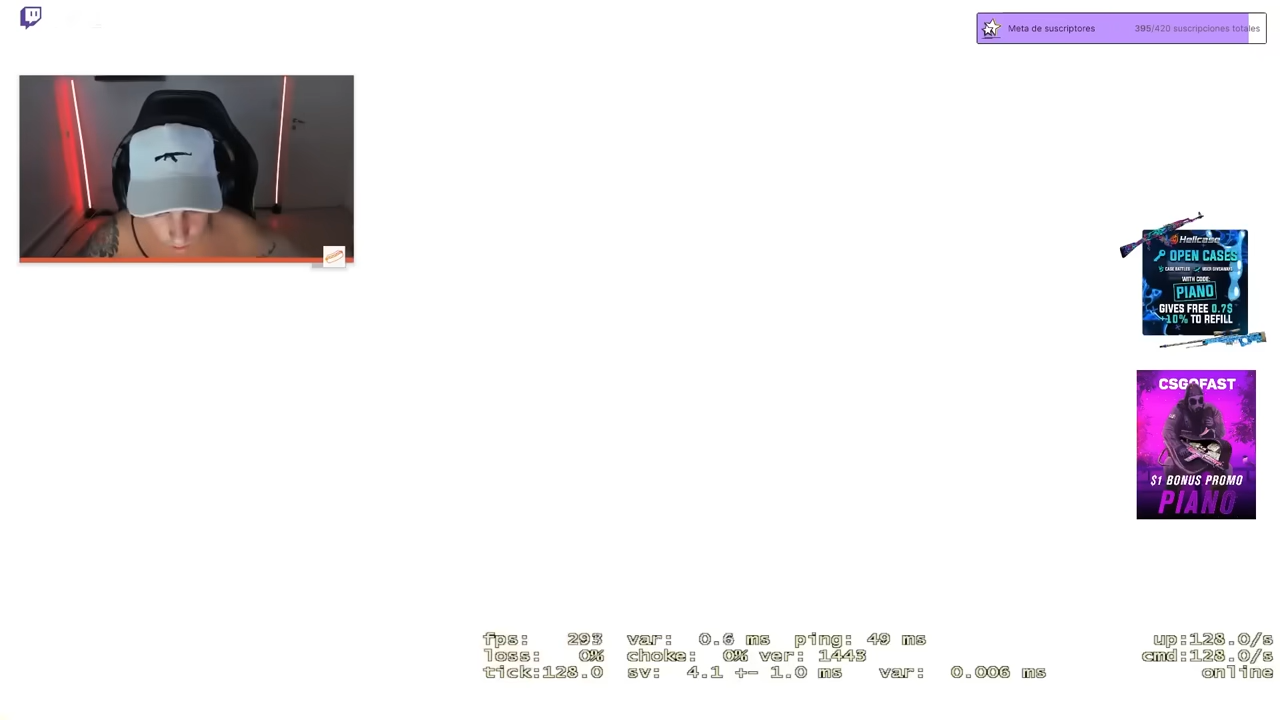 Meta de suscriptores 395/420 suscripciones totales
Hellcase
OPEN CASES
CASE BATTLES
WITH CODE:
PIANO
GIVES FREE 0.7$
+10% TO REFILL
CSGOFAST
$1 BONUS PROMO
PIANO
fps: 293 var: 0.6 ms ping: 49 ms up:128.0/s
loss: 0% choke: 0% ver: 1443 cmd:128.0/s
tick:128.0 sv: 4.1 +- 1.0 ms var: 0.006 ms online